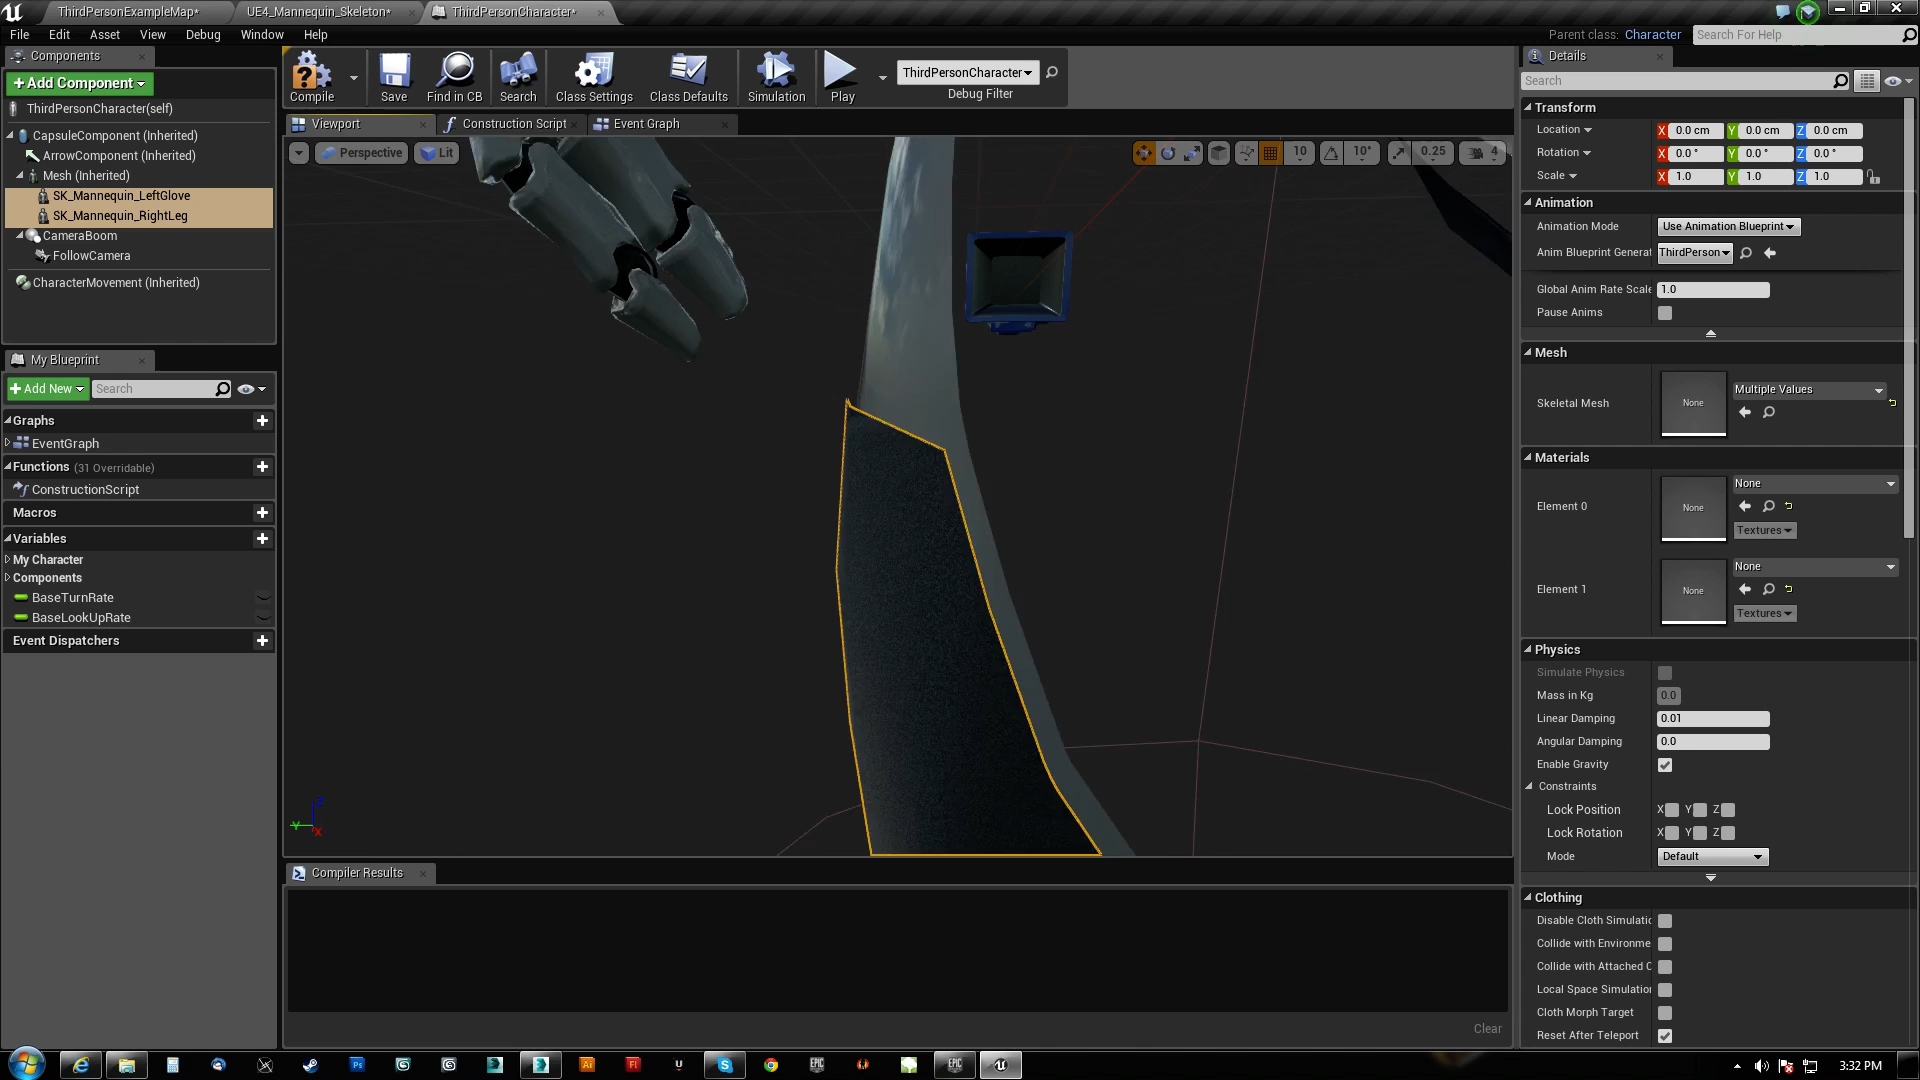 ThirdPersonExampleMap*
UE4_Mannequin_Skeleton*
ThirdPersonCharacter*
File Edit Asset View Debug Window Help
Parent class: Character
Search For Help
Components
+Add Component
ThirdPersonCharacter(self)
CapsuleComponent (Inherited)
ArrowComponent (Inherited)
Mesh (Inherited)
SK_Mannequin_LeftGlove
SK_Mannequin_RightLeg
CameraBoom
FollowCamera
CharacterMovement (Inherited)
My Blueprint
+Add New
Search
Graphs
EventGraph
Functions (31 Overridable)
ConstructionScript
Macros
Variables
My Character
Components
BaseTurnRate
BaseLookUpRate
Event Dispatchers
Compile
Save
Find in CB
Search
Class Settings
Class Defaults
Simulation
Play
ThirdPersonCharacter
Debug Filter
Viewport
Construction Script
Event Graph
Perspective
Lit
10
10°
0.25
4
Z
Y
X
Compiler Results
Clear
Details
Search
Transform
Location X 0.0 cm Y 0.0 cm Z 0.0 cm
Rotation X 0.0 ° Y 0.0 ° Z 0.0 °
Scale X 1.0 Y 1.0 Z 1.0
Animation
Animation Mode Use Animation Blueprint
Anim Blueprint Generat ThirdPerson
Global Anim Rate Scale 1.0
Pause Anims
Mesh
Skeletal Mesh None Multiple Values
Materials
Element 0 None None
Textures
Element 1 None None
Textures
Physics
Simulate Physics
Mass in Kg 0.0
Linear Damping 0.01
Angular Damping 0.0
Enable Gravity
Constraints
Lock Position X Y Z
Lock Rotation X Y Z
Mode Default
Clothing
Disable Cloth Simulatio
Collide with Environme
Collide with Attached C
Local Space Simulation
Cloth Morph Target
Reset After Teleport
Ps
Ai
Fl
EPIC
EPIC
3:32 PM